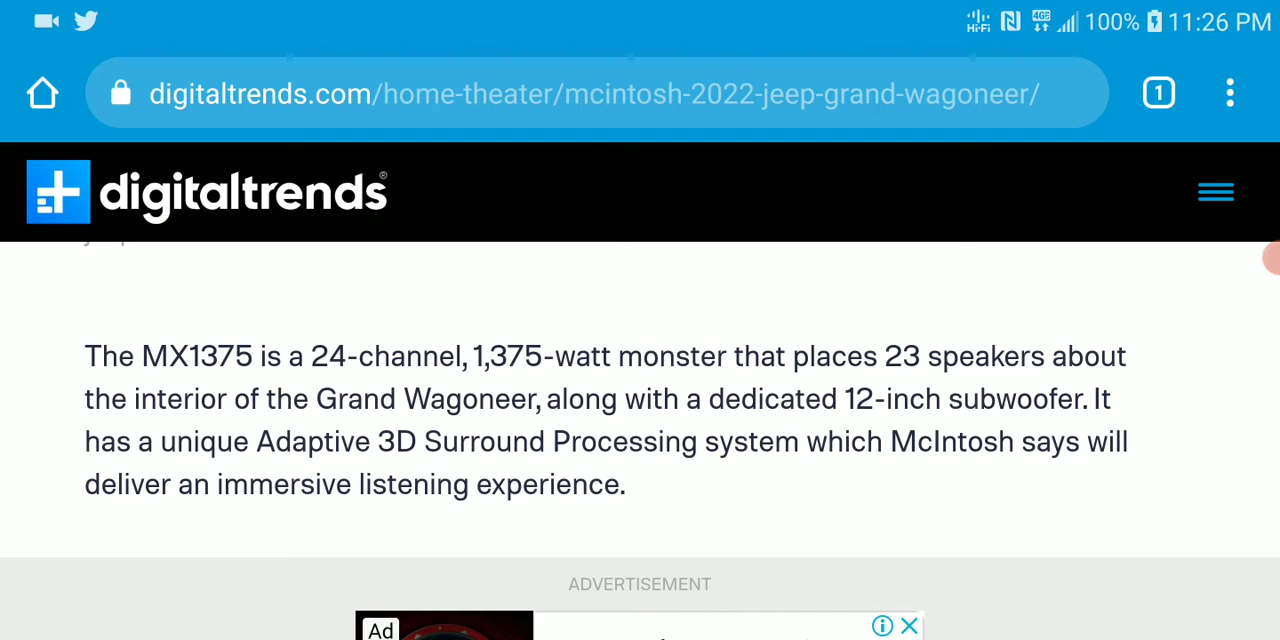 HiFi 4GE 100% 11:26 PM
digitaltrends.com/home-theater/mcintosh-2022-jeep-grand-wagoneer/ 1
digitaltrends®
The MX1375 is a 24-channel, 1,375-watt monster that places 23 speakers about
the interior of the Grand Wagoneer, along with a dedicated 12-inch subwoofer. It
has a unique Adaptive 3D Surround Processing system which McIntosh says will
deliver an immersive listening experience.
ADVERTISEMENT
Ad